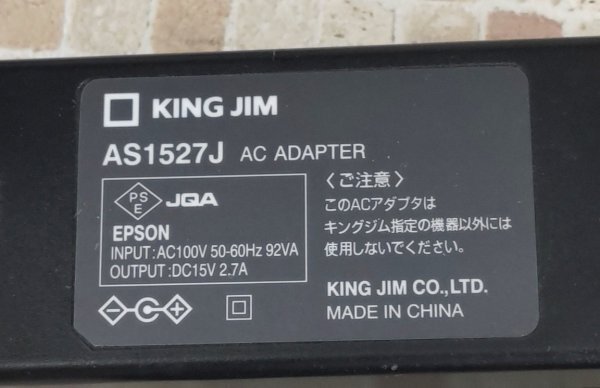 KING JIM
AS1527J AC ADAPTER
PS
E
JQA
EPSON
INPUT:AC100V 50-60Hz 92VA
OUTPUT:DC15V 2.7A
〈ご注意〉
このACアダプタは
キングジム指定の機器以外には
使用しないでください。
KING JIM CO.,LTD.
MADE IN CHINA